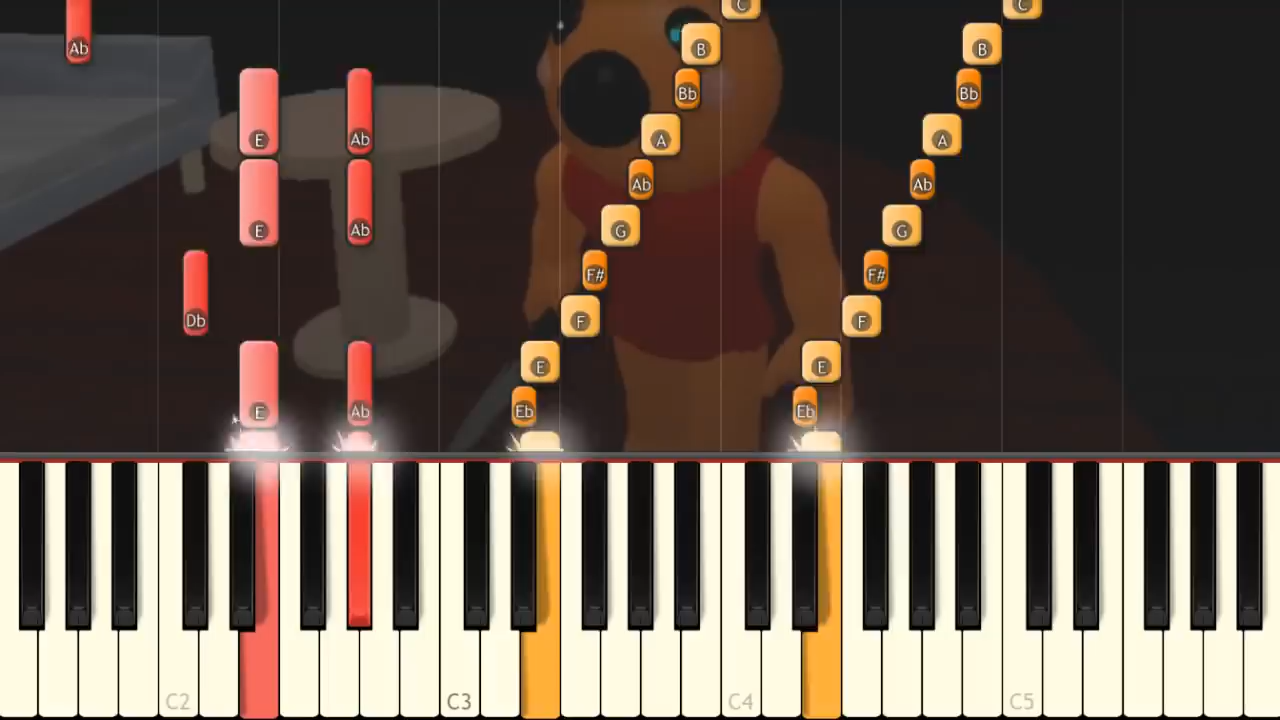 C C
Ab B B
Bb Bb
E Ab A A
Ab Ab
E Ab G G
F# F#
Db F F
E E
E Ab Eb Eb
C2 C3 C4 C5